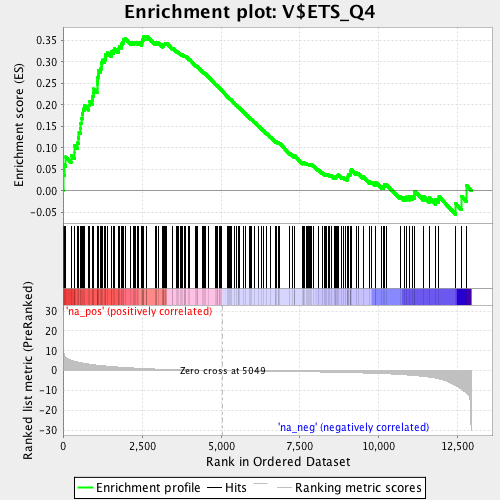 Enrichment plot: V$ETS_Q4
Enrichment score (ES)
0.35
0.30
0.25
0.20
0.15
0.10
0.05
0.00
-0.05
'na_pos' (positively correlated)
Ranked list metric (PreRanked)
30
20
10
0
-10
-20
-30
Zero cross at 5049
'na_neg' (negatively correlated)
0
2,500
5,000
7,500
10,000
12,500
Rank in Ordered Dataset
Enrichment profile
Hits
Ranking metric scores